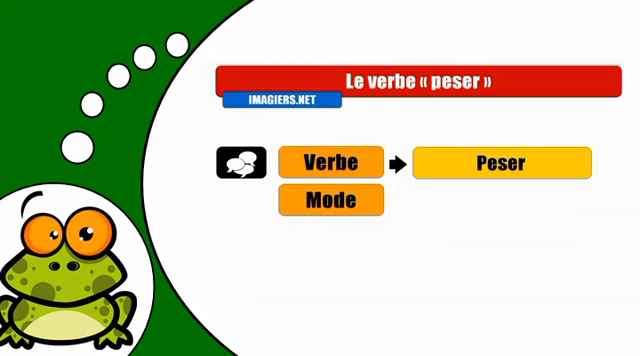 Le verbe « peser »
IMAGIERS.NET
Verbe
Peser
Mode